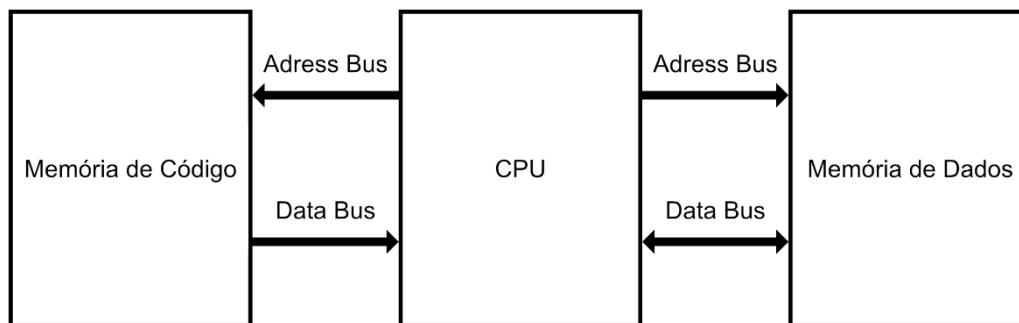 Adress Bus
Adress Bus
Memória de Código
CPU
Memória de Dados
Data Bus
Data Bus